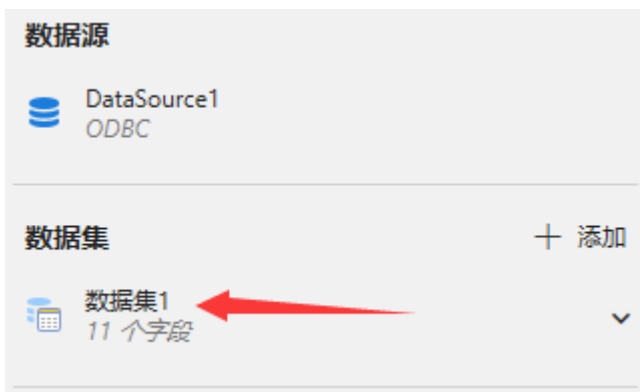 数据源
DataSource1
ODBC
数据集
添加
数据集1
11 个字段